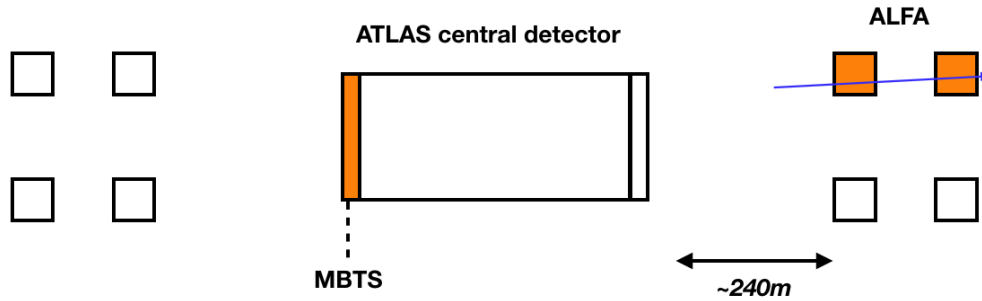 ALFA
ATLAS central detector
MBTS
~240m